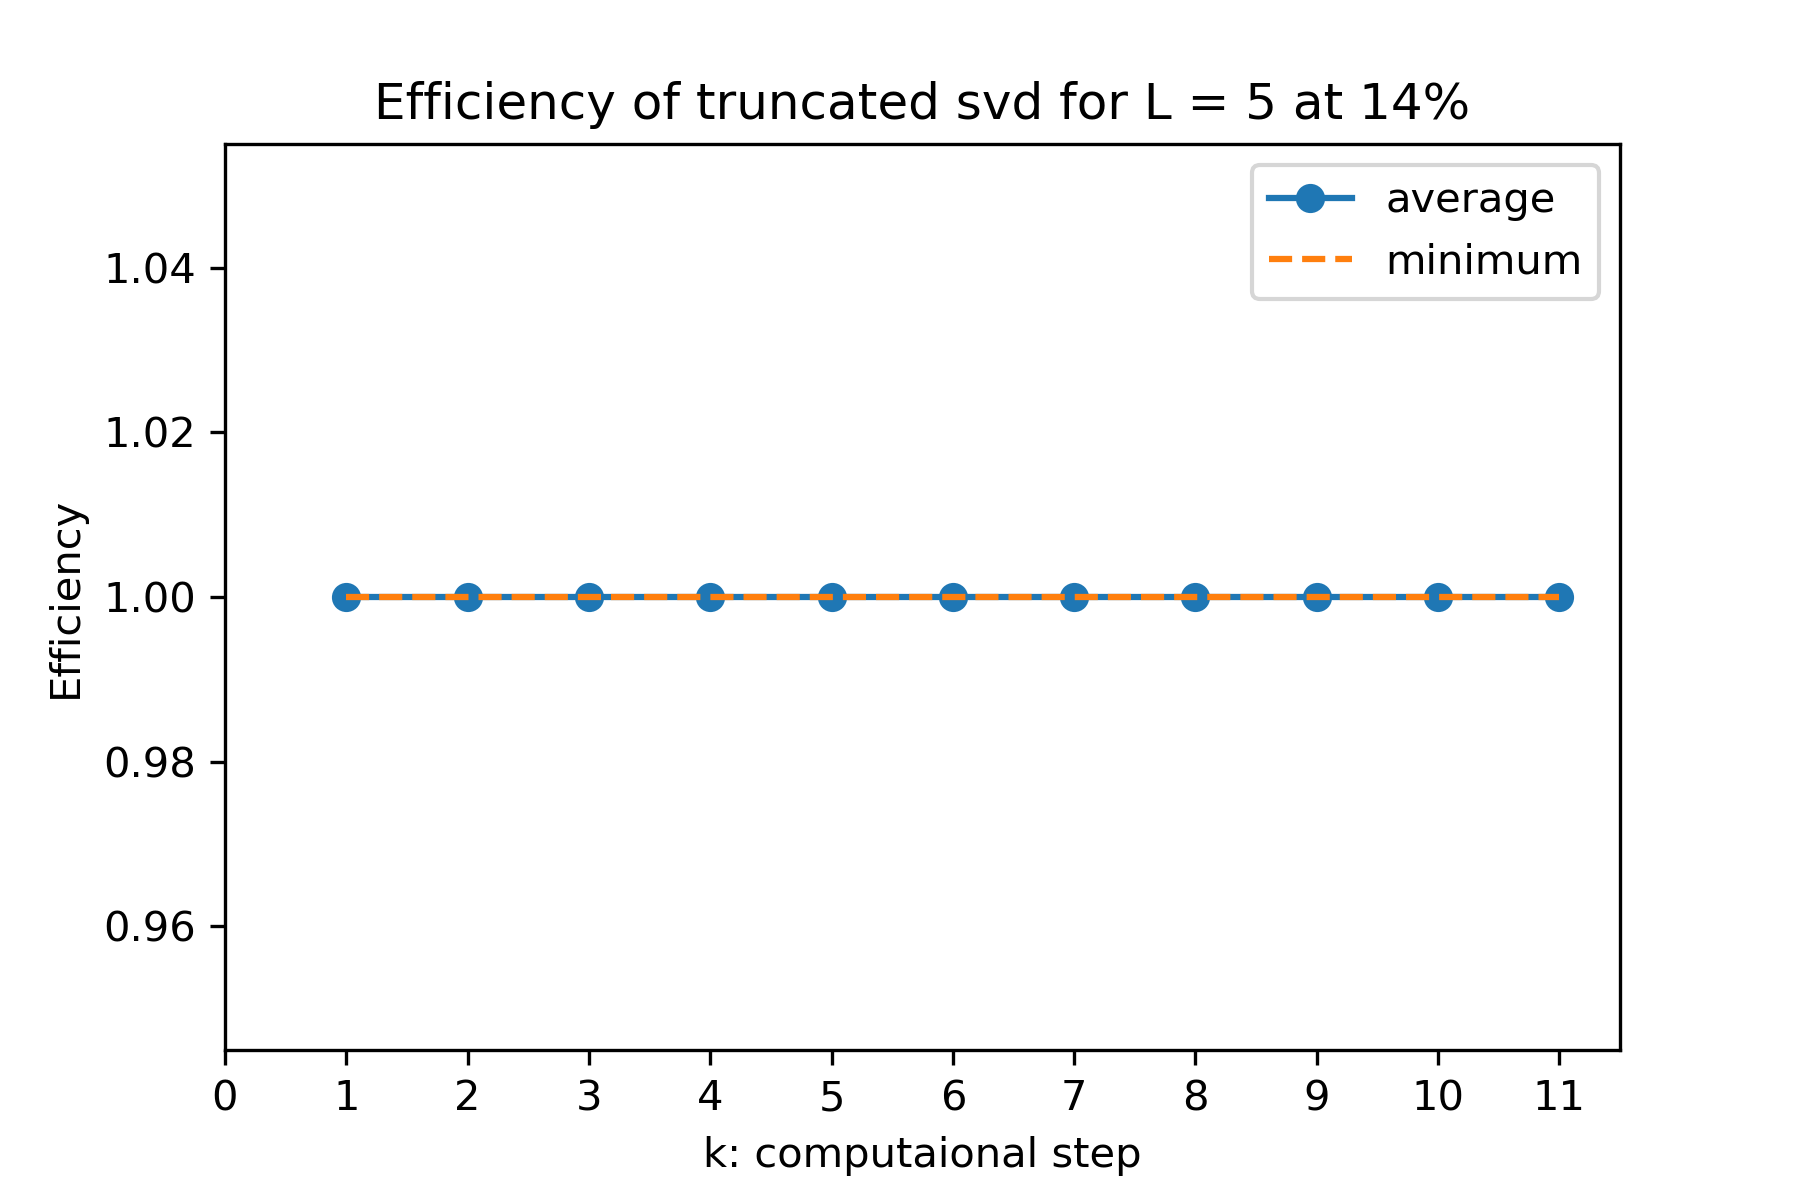 Efficiency of truncated svd for L = 5 at 14%
average
minimum
1.04
1.02
1.00
0.98
0.96
Efficiency
0 1 2 3 4 5 6 7 8 9 10 11
k: computaional step